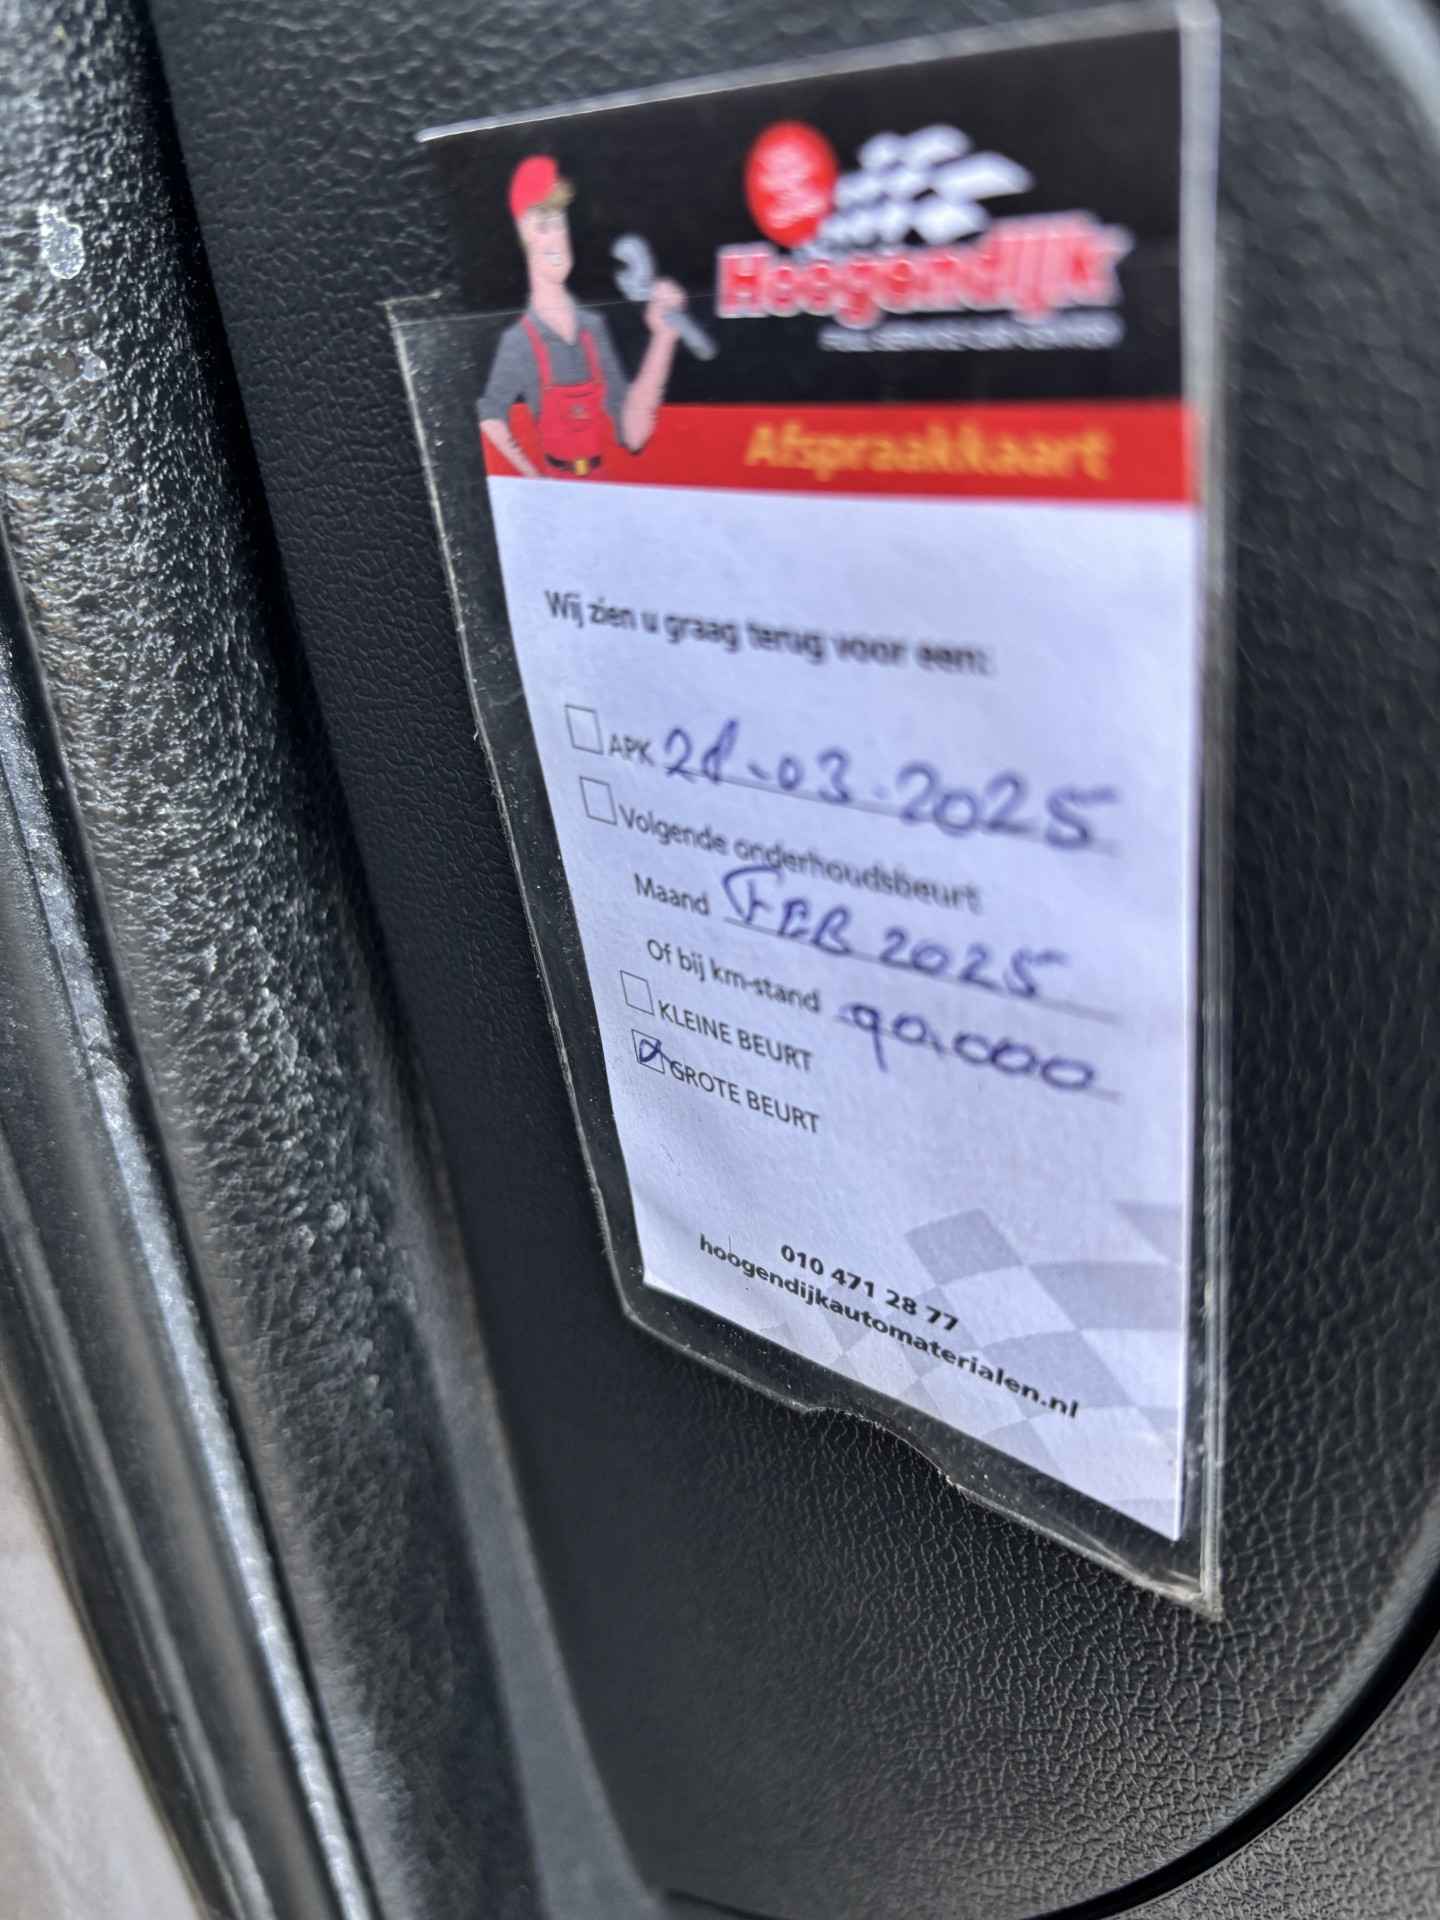 Hoogendijk
Afspraakkaart
Wij zien u graag terug voor een:
APK 28-03-2025
Volgende onderhoudsbeurt
Maand FEB 2025
Of bij km-stand 90.000
KLEINE BEURT
GROTE BEURT
010 471 28 77
hoogendijkautomaterialen.nl